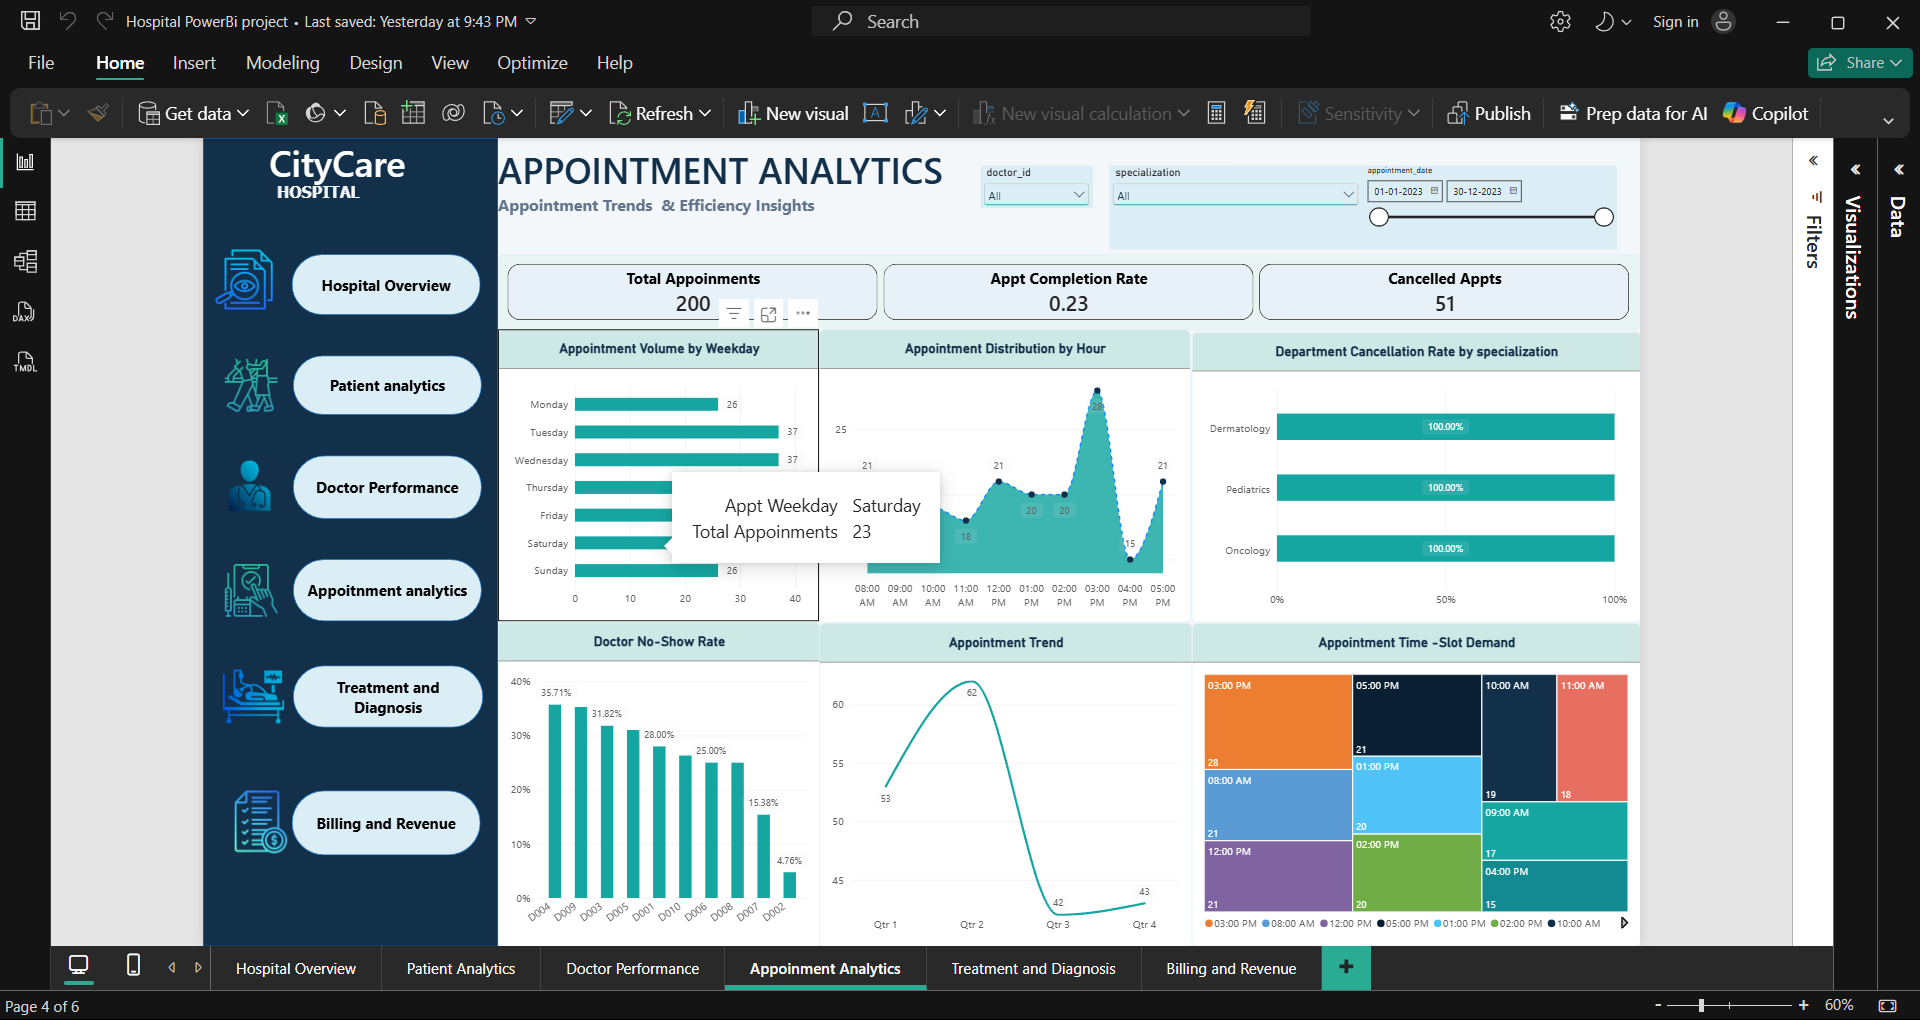 Hospital PowerBi project • Last saved: Yesterday at 9:43 PM
Search
Sign in
File
Home
Insert
Modeling
Design
View
Optimize
Help
Share
Get data
Refresh
New visual
New visual calculation
Sensitivity
Publish
Prep data for AI
Copilot
DAX
TMDL
CityCare
HOSPITAL
Hospital Overview
Patient analytics
Doctor Performance
Appoitnment analytics
Treatment and
Diagnosis
Billing and Revenue
APPOINTMENT ANALYTICS
Appointment Trends & Efficiency Insights
doctor_id
All
specialization
All
appointment_date
01-01-2023
30-12-2023
Total Appoinments
200
Appt Completion Rate
0.23
Cancelled Appts
51
Appointment Volume by Weekday
Monday 26
Tuesday 37
Wednesday 37
Thursday
Friday
Saturday
Sunday 26
0 10 20 30 40
Appt Weekday Saturday
Total Appoinments 23
Appointment Distribution by Hour
25
21
18
21
20
20
28
15
21
08:00 AM
09:00 AM
10:00 AM
11:00 AM
12:00 PM
01:00 PM
02:00 PM
03:00 PM
04:00 PM
05:00 PM
Department Cancellation Rate by specialization
Dermatology 100.00%
Pediatrics 100.00%
Oncology 100.00%
0% 50% 100%
Doctor No-Show Rate
40%
30%
20%
10%
0%
35.71%
31.82%
28.00%
25.00%
15.38%
4.76%
D004 D009 D003 D005 D001 D010 D006 D008 D007 D002
Appointment Trend
60
55
50
45
53
62
42
43
Qtr 1 Qtr 2 Qtr 3 Qtr 4
Appointment Time -Slot Demand
03:00 PM
28
08:00 AM
21
12:00 PM
21
05:00 PM
21
01:00 PM
20
02:00 PM
20
10:00 AM
19
11:00 AM
18
09:00 AM
17
04:00 PM
15
03:00 PM 08:00 AM 12:00 PM 05:00 PM 01:00 PM 02:00 PM 10:00 AM
Filters
Visualizations
Data
Hospital Overview
Patient Analytics
Doctor Performance
Appoinment Analytics
Treatment and Diagnosis
Billing and Revenue
+
Page 4 of 6
- + 60%